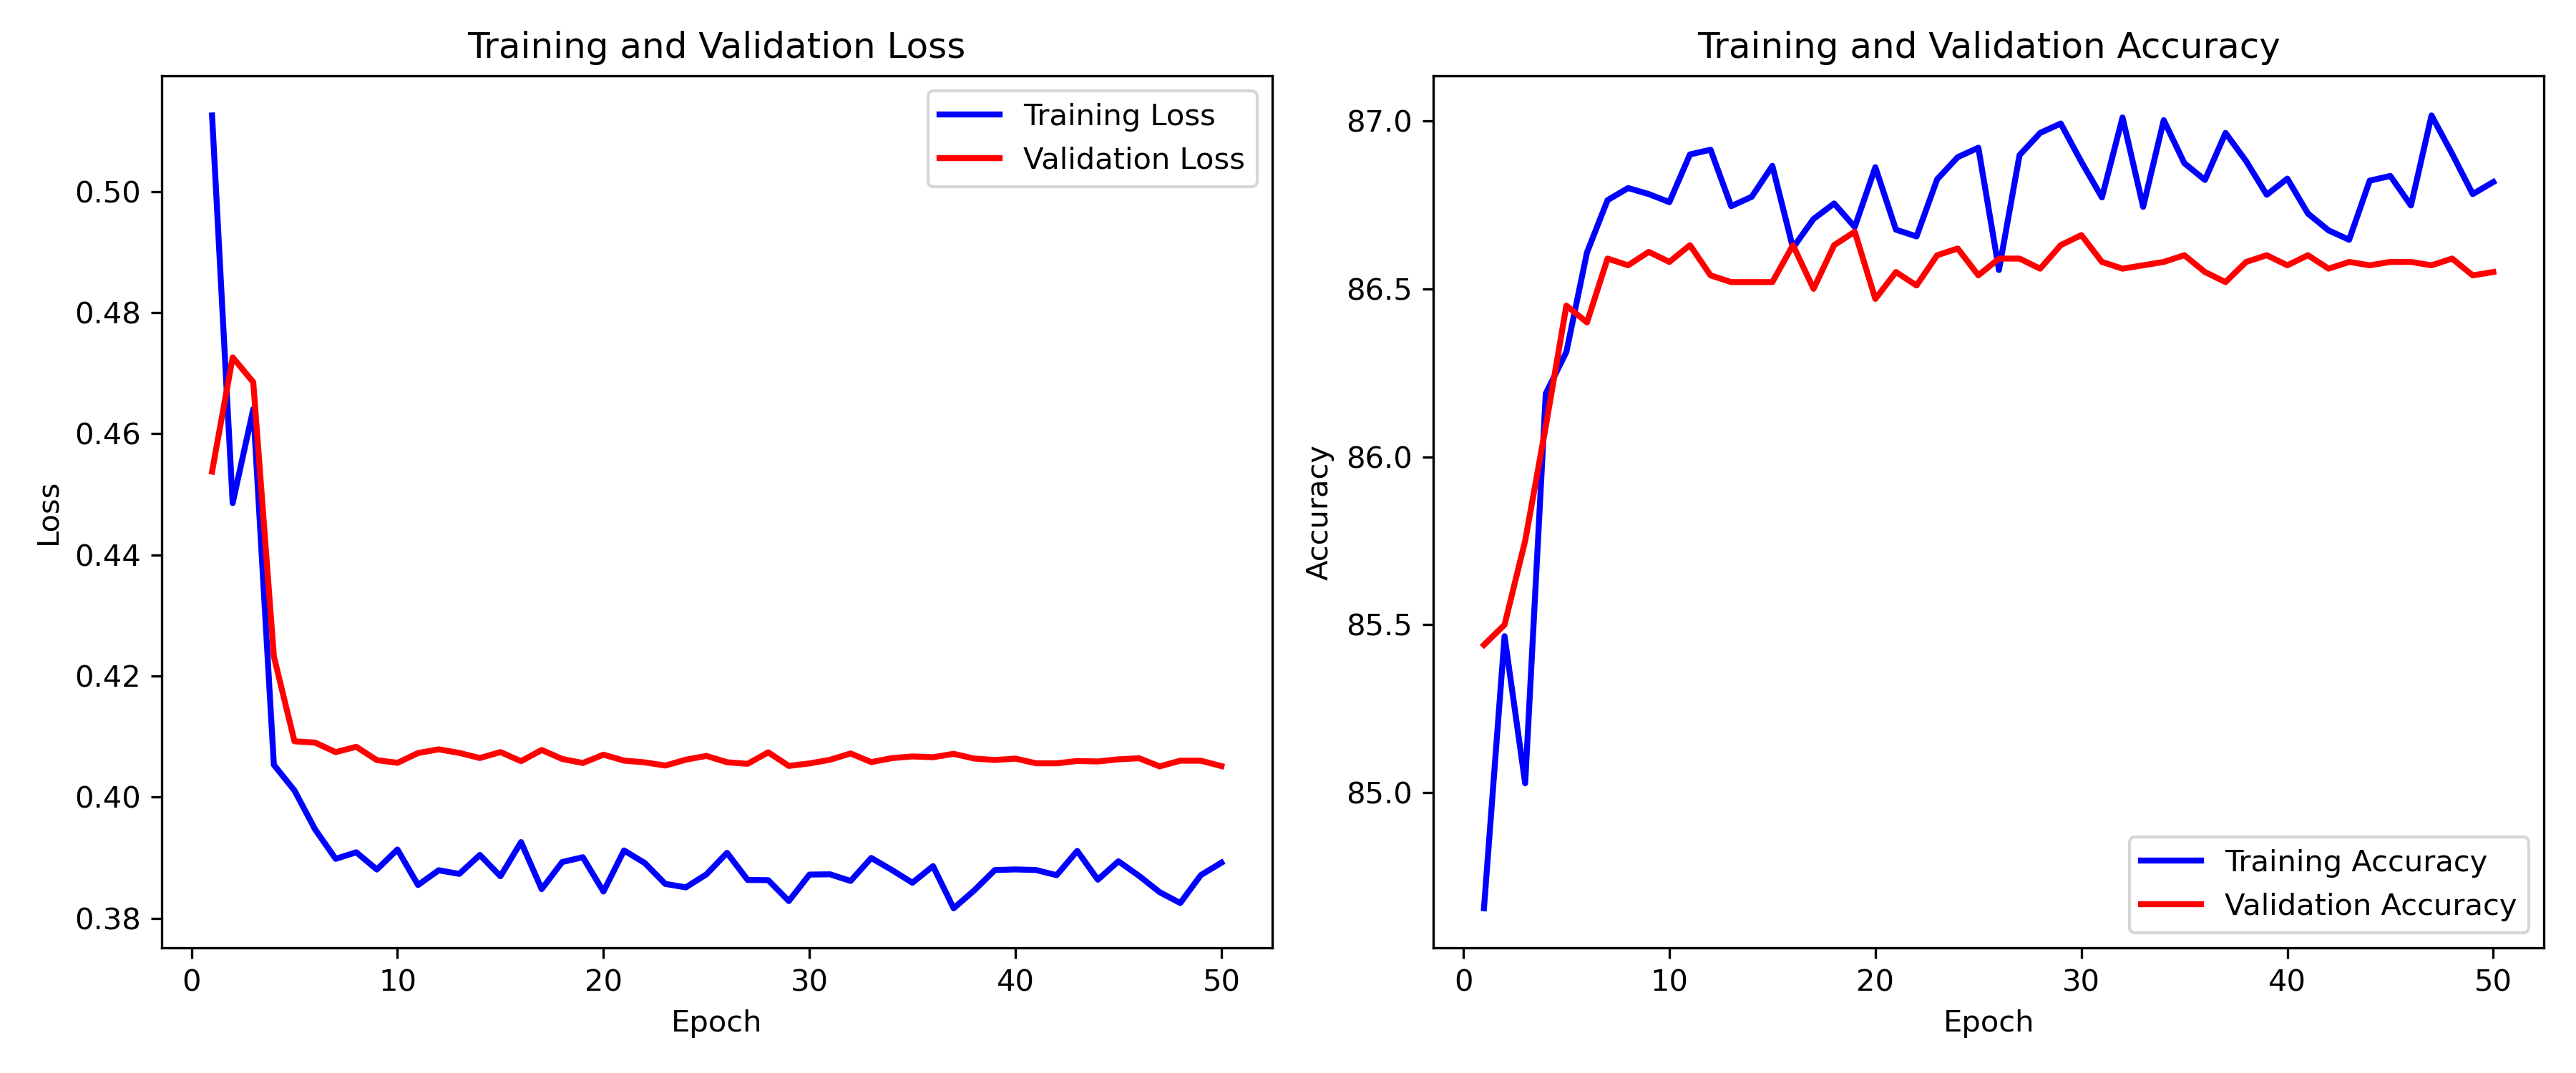 Training and Validation Loss
Training Loss
Validation Loss
0.50
0.48
0.46
0.44
0.42
0.40
0.38
Loss
0 10 20 30 40 50
Epoch
Training and Validation Accuracy
87.0
86.5
86.0
85.5
85.0
Accuracy
Training Accuracy
Validation Accuracy
0 10 20 30 40 50
Epoch